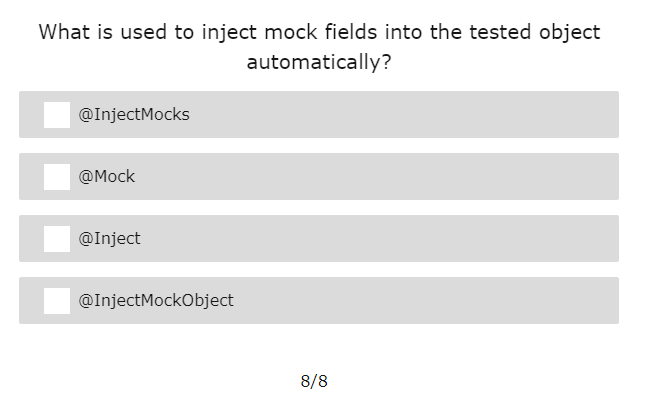 What is used to inject mock fields into the tested object
automatically?
@InjectMocks
@Mock
@Inject
@InjectMockObject
8/8